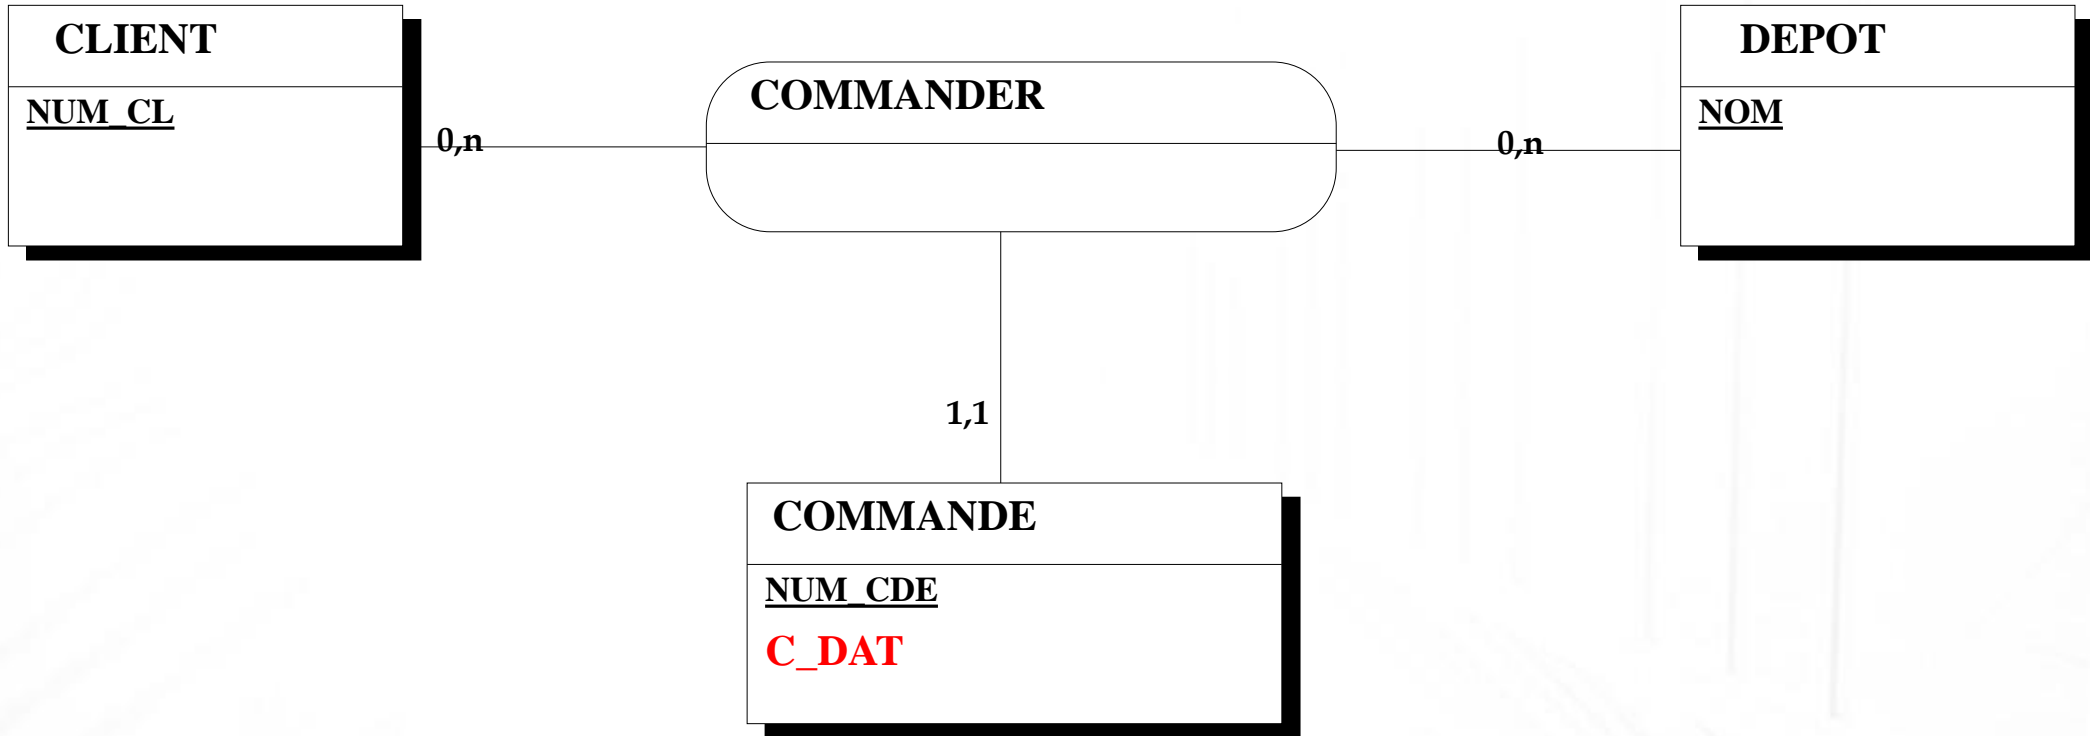 CLIENT
NUM_CL
0,n
COMMANDER
0,n
DEPOT
NOM
1,1
COMMANDE
NUM_CDE
C_DAT